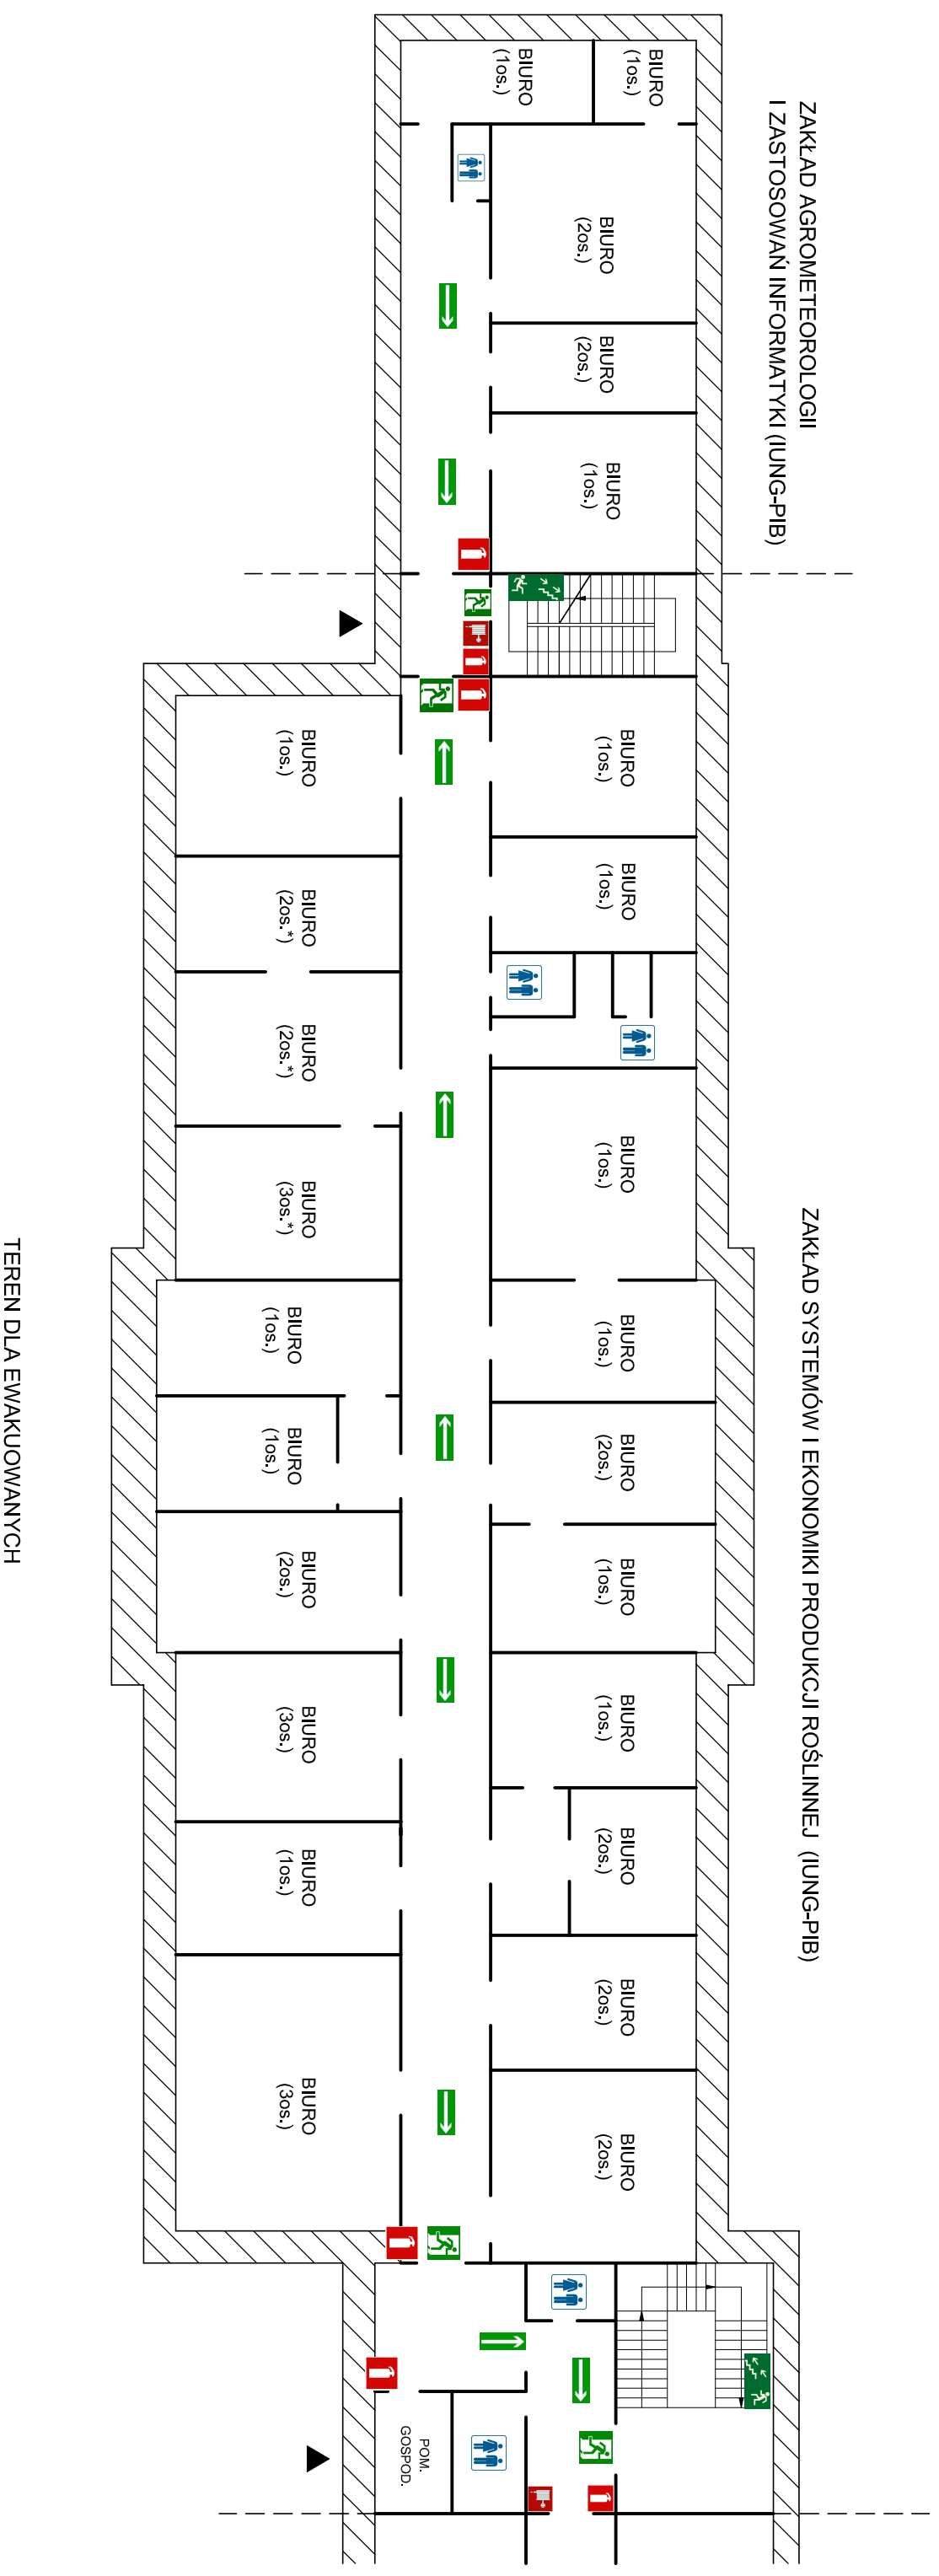 ZAKŁAD AGROMETEOROLOGII
I ZASTOSOWAŃ INFORMATYKI (IUNG-PIB)
ZAKŁAD SYSTEMÓW I EKONOMIKI PRODUKCJI ROŚLINNEJ (IUNG-PIB)
BIURO
(1os.)
BIURO
(1os.)
BIURO
(2os.)
BIURO
(2os.)
BIURO
(1os.)
BIURO
(1os.)
BIURO
(1os.)
BIURO
(1os.)
BIURO
(1os.)
BIURO
(2os.)
BIURO
(1os.)
BIURO
(1os.)
BIURO
(2os.)
BIURO
(2os.)
BIURO
(2os.)
BIURO
(1os.)
BIURO
(2os.*)
BIURO
(2os.*)
BIURO
(3os.*)
BIURO
(1os.)
BIURO
(1os.)
BIURO
(2os.)
BIURO
(3os.)
BIURO
(1os.)
BIURO
(3os.)
POM.
GOSPOD.
TEREN DLA EWAKUOWANYCH